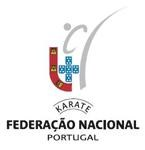 KARATE
FEDERAÇÃO NACIONAL
PORTUGAL